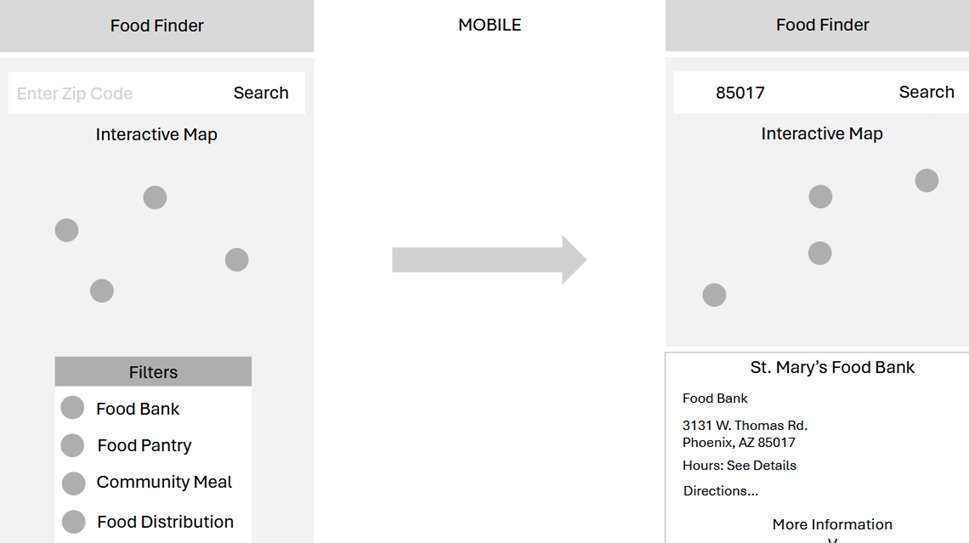 Food Finder
Enter Zip Code
Search
Interactive Map
Filters
Food Bank
Food Pantry
Community Meal
Food Distribution
MOBILE
Food Finder
85017
Search
Interactive Map
St. Mary’s Food Bank
Food Bank
3131 W. Thomas Rd.
Phoenix, AZ 85017
Hours: See Details
Directions...
More Information
V